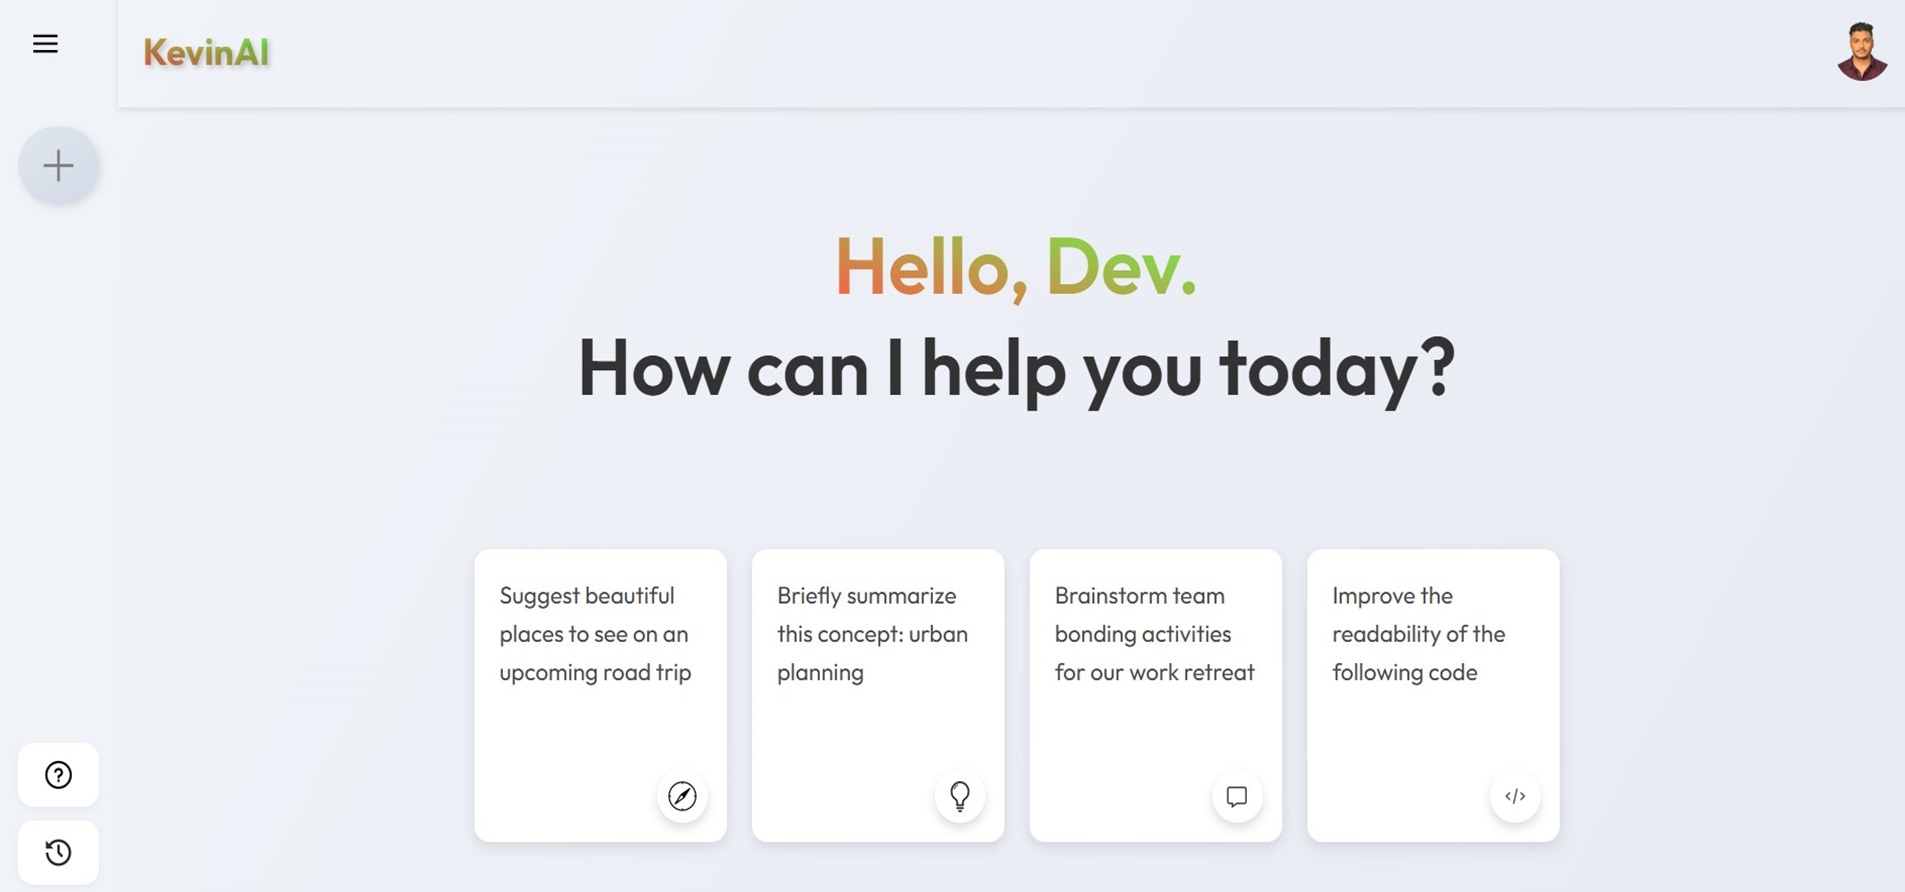 KevinAI
Hello, Dev.
How can I help you today?
Suggest beautiful
places to see on an
upcoming road trip
Briefly summarize
this concept: urban
planning
Brainstorm team
bonding activities
for our work retreat
Improve the
readability of the
following code